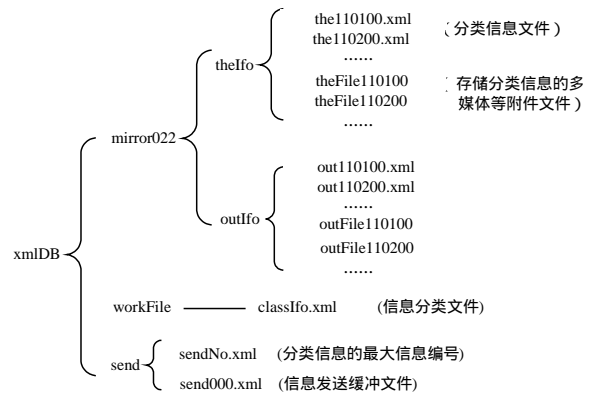 the110100.xml (分类信息文件)
the110200.xml
......
theIfo
theFile110100 (存储分类信息的多
theFile110200 媒体等附件文件)
......
mirror022
out110100.xml
out110200.xml
......
outIfo
outFile110100
outFile110200
......
xmlDB
workFile classIfo.xml (信息分类文件)
sendNo.xml (分类信息的最大信息编号)
send
send000.xml (信息发送缓冲文件)